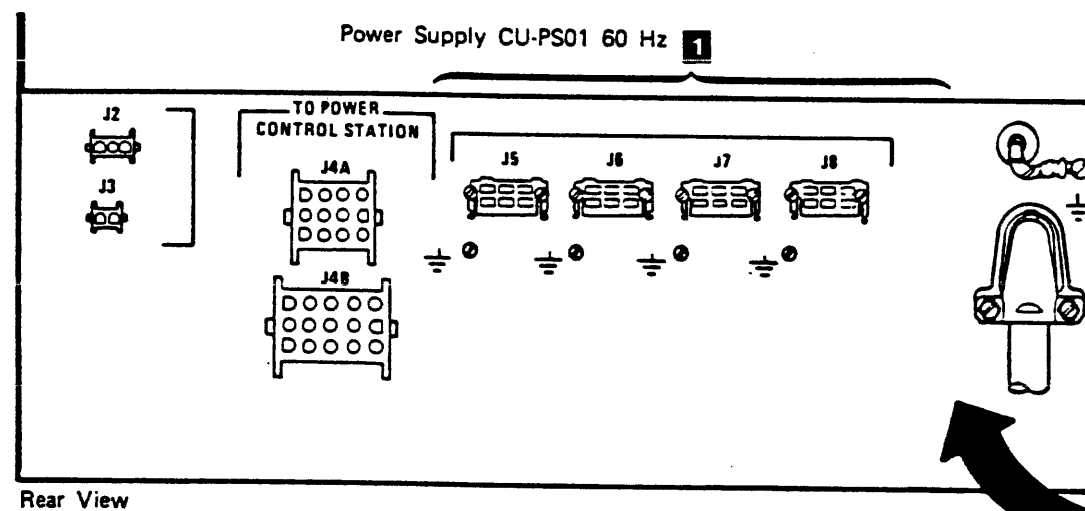 Power Supply CU-PS01 60 Hz 1
J2
TO POWER
CONTROL STATION
J3
J4A
J5
J6
J7
J8
J4B
Rear View